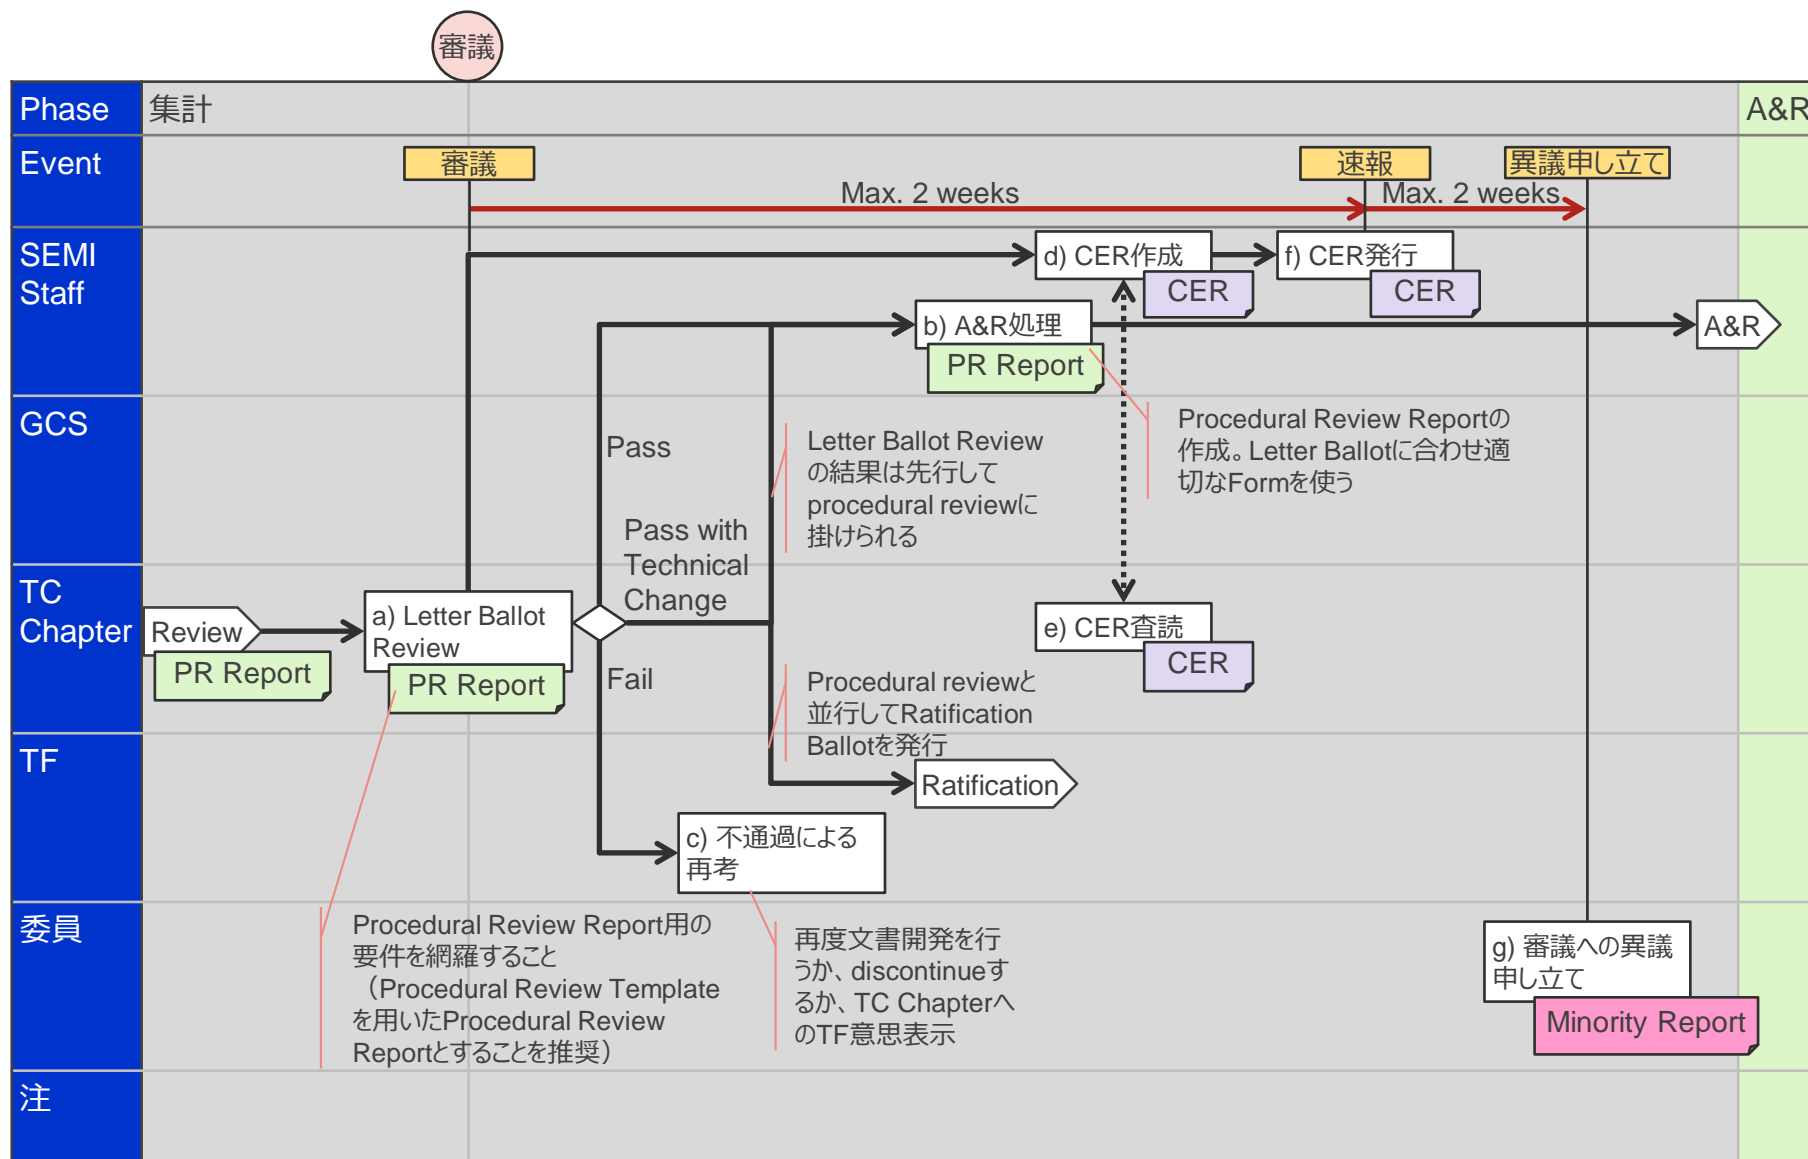 審議
Phase
集計
A&R
Event
審議
速報
異議申し立て
Max. 2 weeks
Max. 2 weeks
SEMI
Staff
d) CER作成
CER
f) CER発行
CER
b) A&R処理
PR Report
A&R
GCS
Pass
Letter Ballot Review
の結果は先行して
procedural reviewに
掛けられる
Procedural Review Reportの
作成。Letter Ballotに合わせ適
切なFormを使う
Pass with
Technical
Change
TC
Chapter
Review
PR Report
a) Letter Ballot
Review
PR Report
Fail
e) CER査読
CER
Procedural reviewと
並行してRatification
Ballotを発行
TF
Ratification
c) 不通過による
再考
委員
Procedural Review Report用の
要件を網羅すること
（Procedural Review Template
を用いたProcedural Review
Reportとすることを推奨）
再度文書開発を行
うか、discontinueす
るか、TC Chapterへ
のTF意思表示
g) 審議への異議
申し立て
Minority Report
注